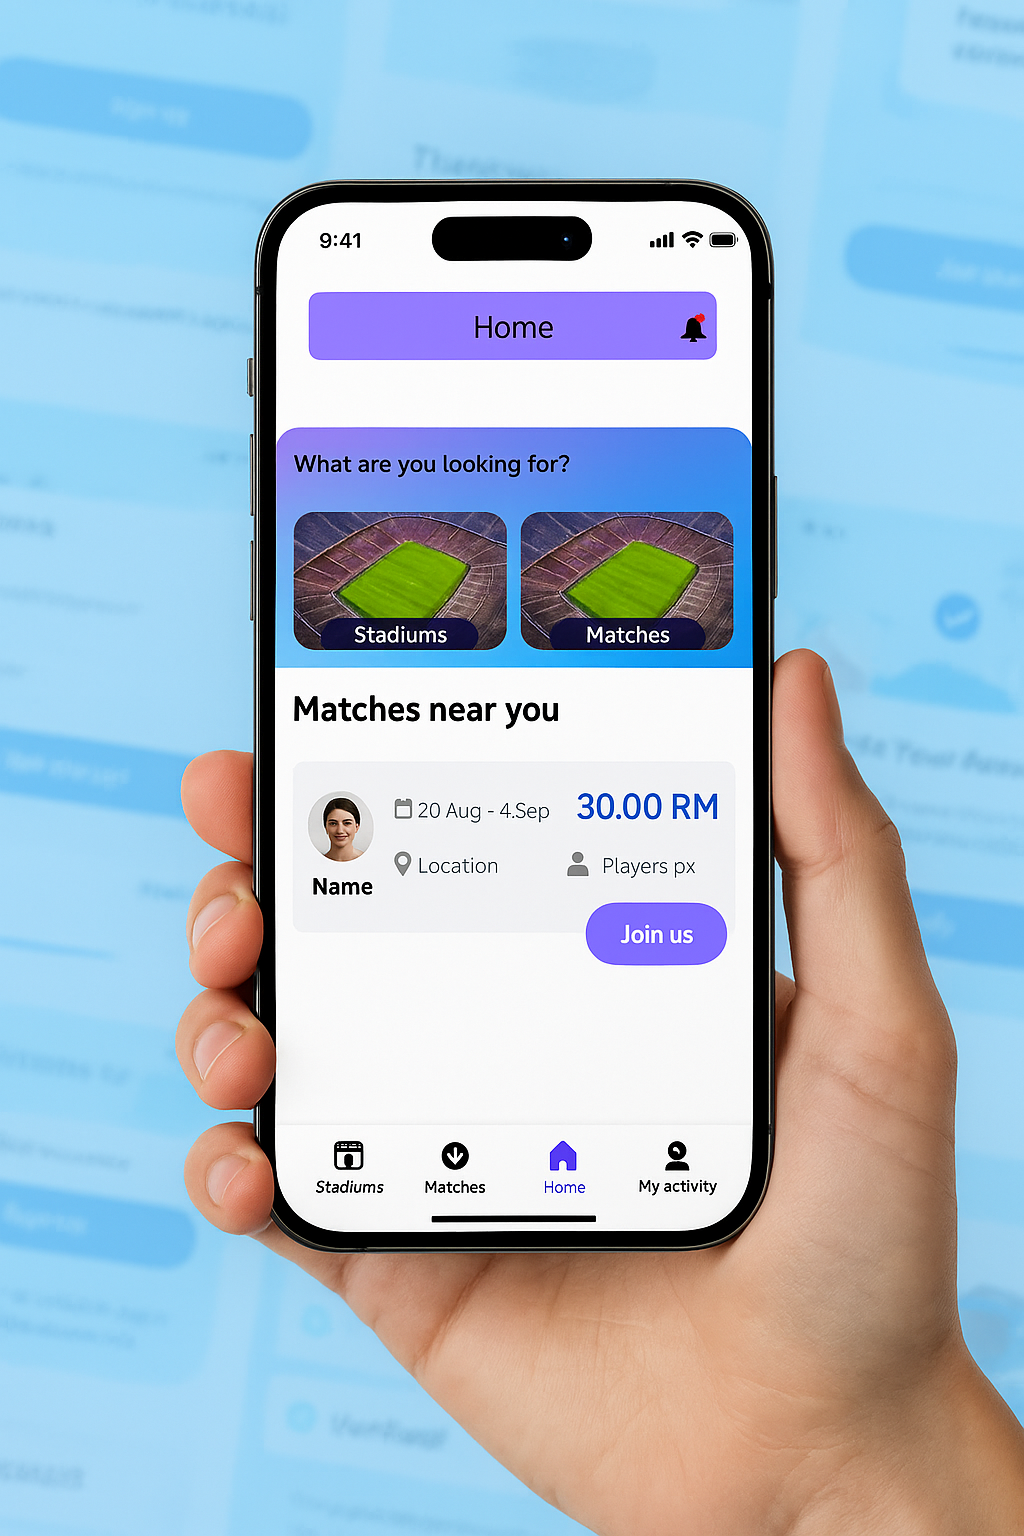 9:41
Home
What are you looking for?
Stadiums
Matches
Matches near you
20 Aug - 4.Sep
30.00 RM
Location
Players px
Name
Join us
Stadiums
Matches
Home
My activity